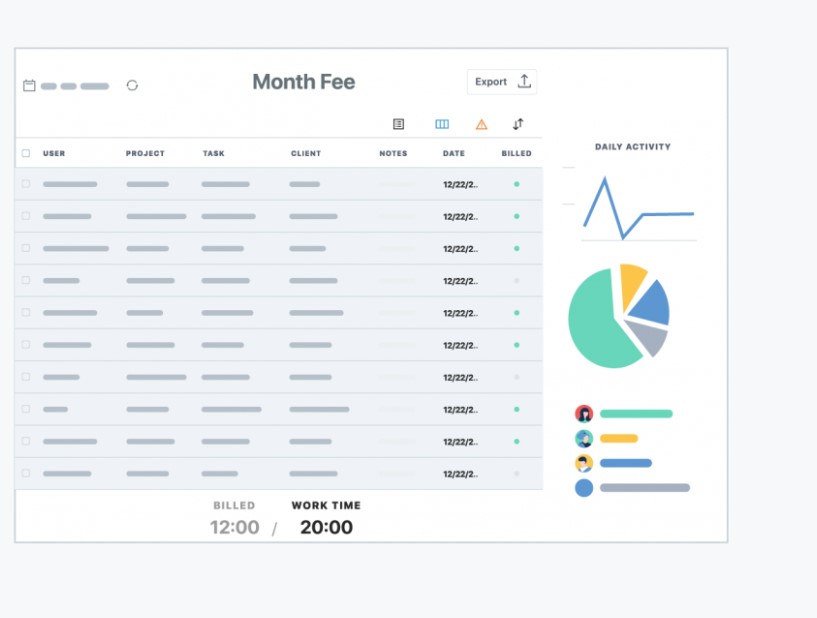 Month Fee
Export
DAILY ACTIVITY
USER PROJECT TASK CLIENT NOTES DATE BILLED
12/22/2..
12/22/2..
12/22/2..
12/22/2..
12/22/2..
12/22/2..
12/22/2..
12/22/2..
12/22/2..
12/22/2..
BILLED WORK TIME
12:00 / 20:00